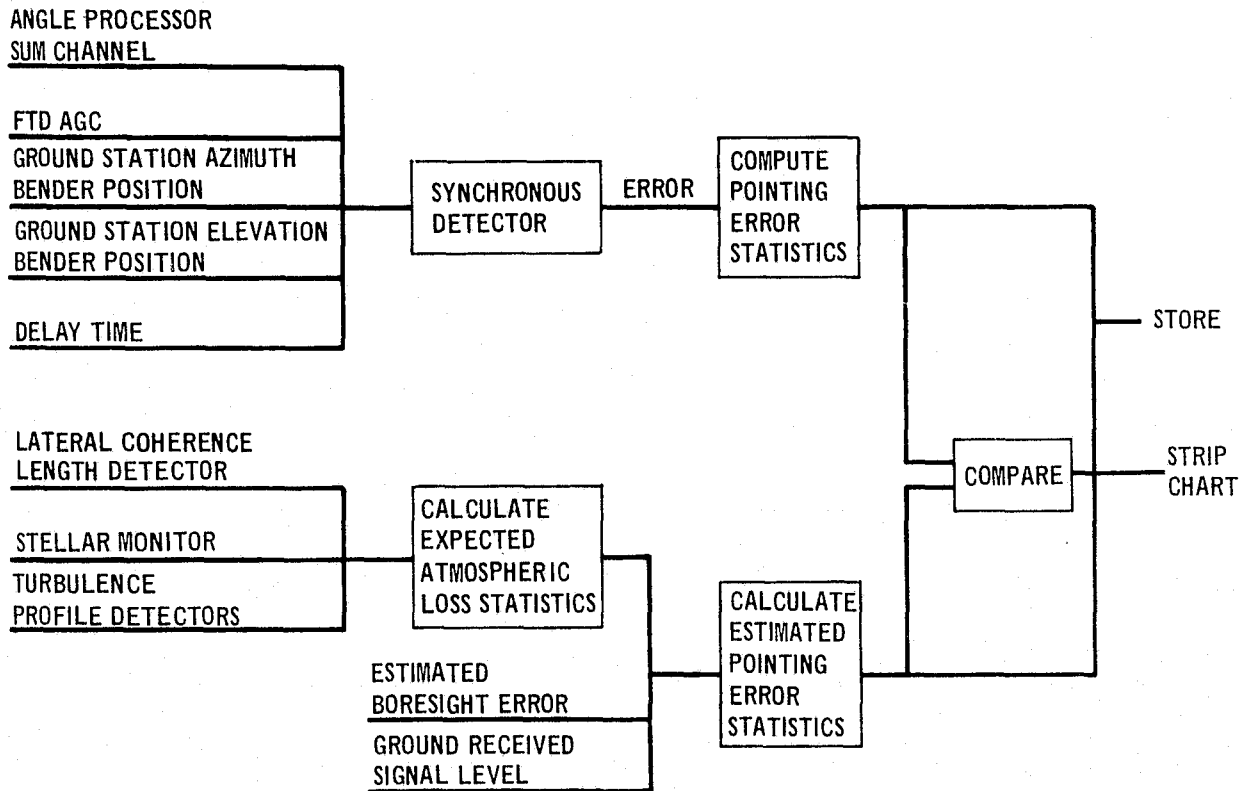 ANGLE PROCESSOR
SUM CHANNEL
FTD AGC
GROUND STATION AZIMUTH
BENDER POSITION
GROUND STATION ELEVATION
BENDER POSITION
DELAY TIME
SYNCHRONOUS
DETECTOR
ERROR
COMPUTE
POINTING
ERROR
STATISTICS
STORE
LATERAL COHERENCE
LENGTH DETECTOR
STELLAR MONITOR
TURBULENCE
PROFILE DETECTORS
CALCULATE
EXPECTED
ATMOSPHERIC
LOSS STATISTICS
ESTIMATED
BORESIGHT ERROR
GROUND RECEIVED
SIGNAL LEVEL
CALCULATE
ESTIMATED
POINTING
ERROR
STATISTICS
COMPARE
STRIP
CHART